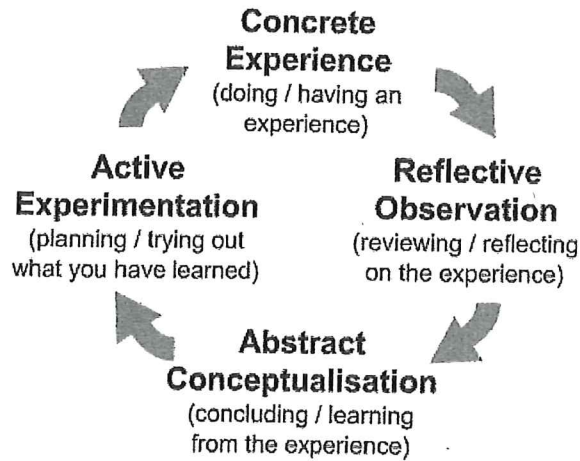 Concrete
Experience
(doing / having an
experience)
Reflective
Observation
(reviewing / reflecting
on the experience)
Abstract
Conceptualisation
(concluding / learning
from the experience)
Active
Experimentation
(planning / trying out
what you have learned)